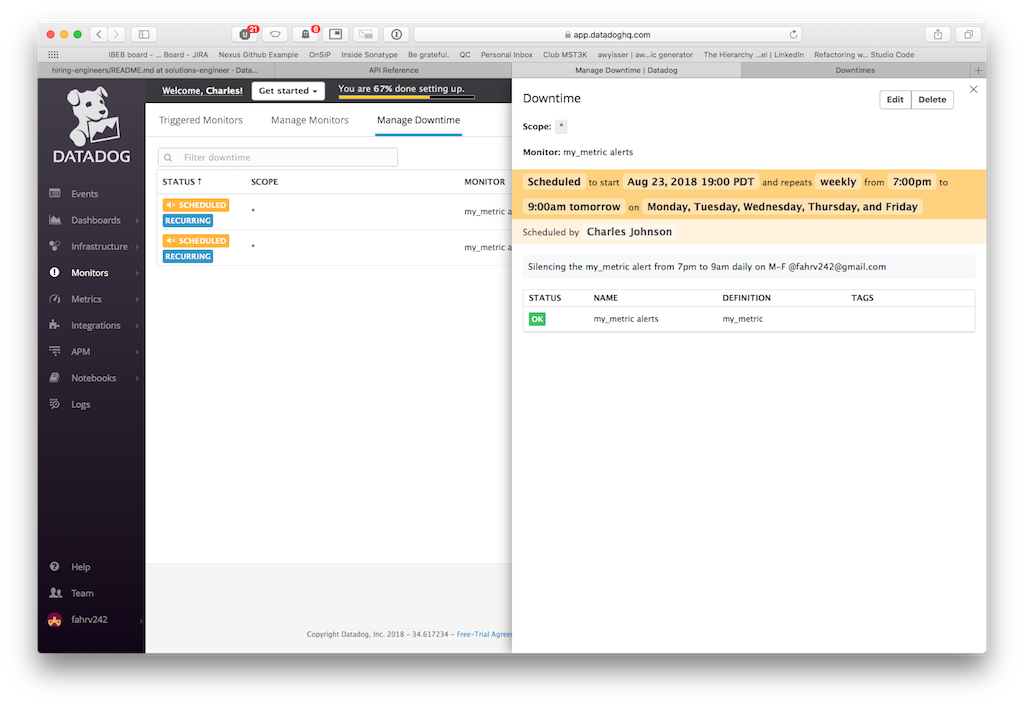 21
6
app.datadoghq.com
IBEB board - ... Board - JIRA Nexus Github Example OnSIP Inside Sonatype Be grateful. QC Personal Inbox Club MST3K awyisser | aw...ic generator The Hierarchy ...el | LinkedIn Refactoring w... Studio Code
hiring-engineers/README.md at solutions-engineer · Data... API Reference Manage Downtime | Datadog Downtimes
DATADOG
Events
Dashboards
Infrastructure
Monitors
Metrics
Integrations
APM
Notebooks
Logs
Help
Team
fahrv242
Welcome, Charles! Get started You are 67% done setting up.
Triggered Monitors Manage Monitors Manage Downtime
Filter downtime
STATUS↑ SCOPE MONITOR
SCHEDULED
RECURRING
* my_metric a
SCHEDULED
RECURRING
* my_metric a
Copyright Datadog, Inc. 2018 - 34.617234 - Free-Trial Agree
Downtime Edit Delete
Scope: *
Monitor: my_metric alerts
Scheduled to start Aug 23, 2018 19:00 PDT and repeats weekly from 7:00pm to
9:00am tomorrow on Monday, Tuesday, Wednesday, Thursday, and Friday
Scheduled by Charles Johnson
Silencing the my_metric alert from 7pm to 9am daily on M-F @fahrv242@gmail.com
STATUS NAME DEFINITION TAGS
OK my_metric alerts my_metric